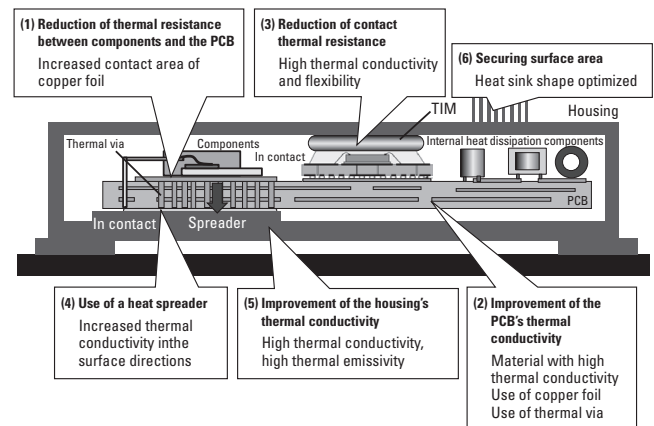 (1) Reduction of thermal resistance
between components and the PCB
Increased contact area of
copper foil
(3) Reduction of contact
thermal resistance
High thermal conductivity
and flexibility
(6) Securing surface area
Heat sink shape optimized
TIM
Housing
Thermal via
Components
In contact
Internal heat dissipation components
PCB
In contact
Spreader
(4) Use of a heat spreader
Increased thermal
conductivity inthe
surface directions
(5) Improvement of the housing's
thermal conductivity
High thermal conductivity,
high thermal emissivity
(2) Improvement of the
PCB's thermal
conductivity
Material with high
thermal conductivity
Use of copper foil
Use of thermal via